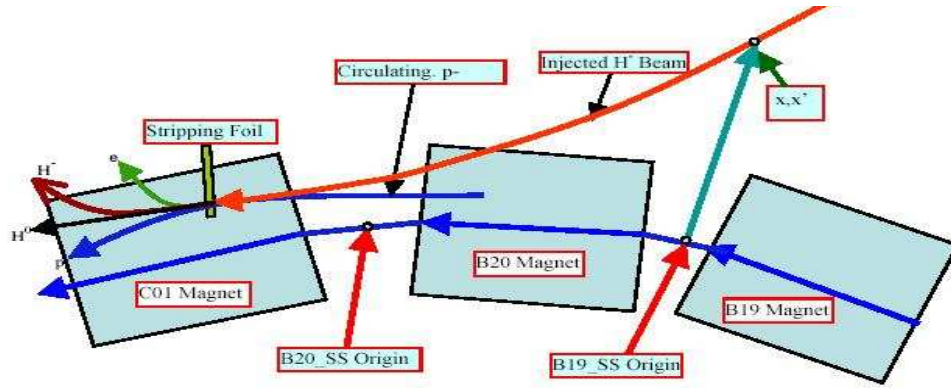 Circulating. p-
Injected H- Beam
x,x'
Stripping Foil
H-
e
H0
p
C01 Magnet
B20 Magnet
B19 Magnet
B20_SS Origin
B19_SS Origin